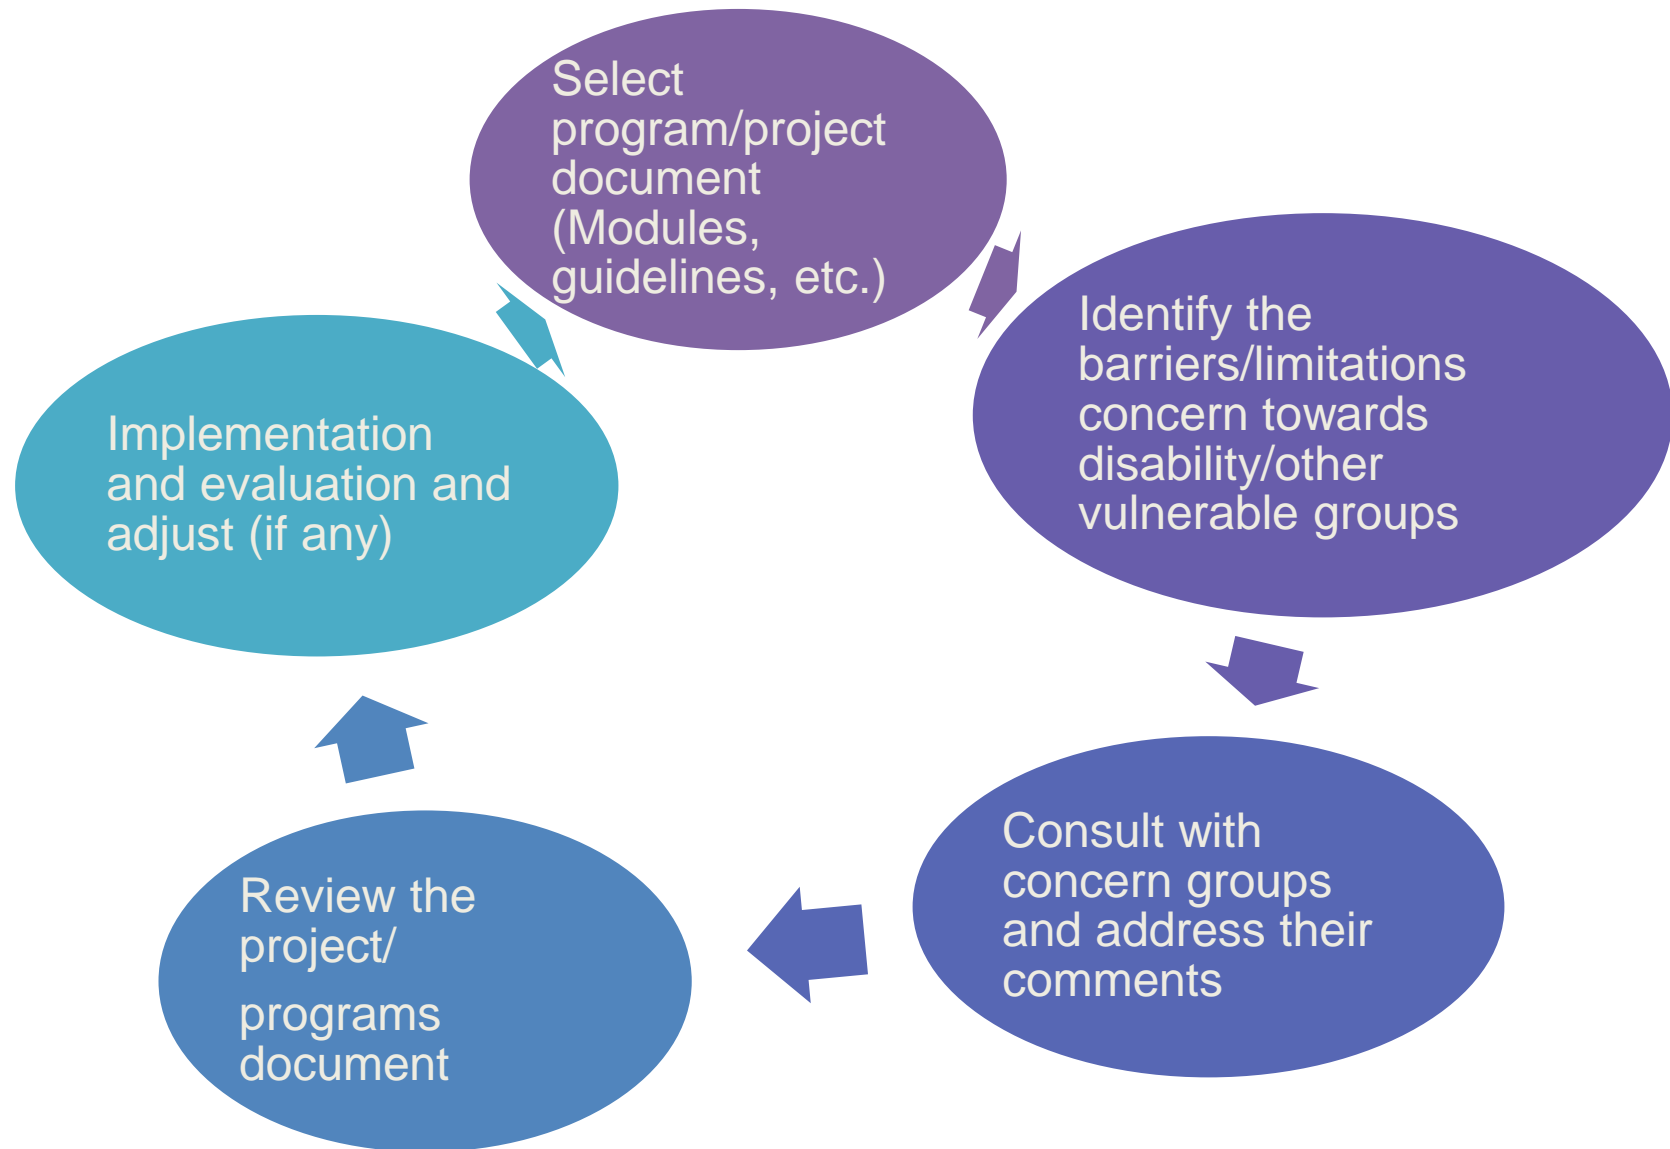 Select
program/project
document
(Modules,
guidelines, etc.)
Identify the
barriers/limitations
concern towards
disability/other
vulnerable groups
Consult with
concern groups
and address their
comments
Review the
project/
programs
document
Implementation
and evaluation and
adjust (if any)